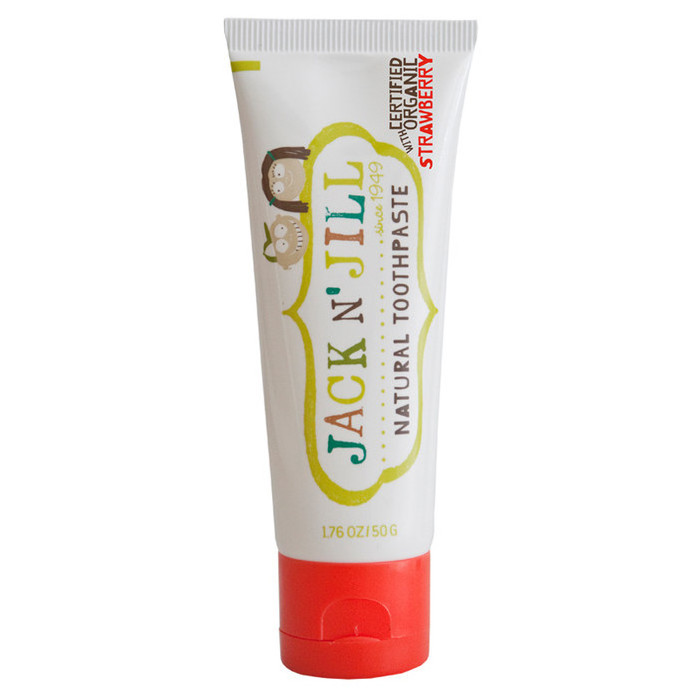 WITH CERTIFIED
ORGANIC
STRAWBERRY
JACK N' JILL
since 1949
NATURAL TOOTHPASTE
1.76 OZ / 50 G